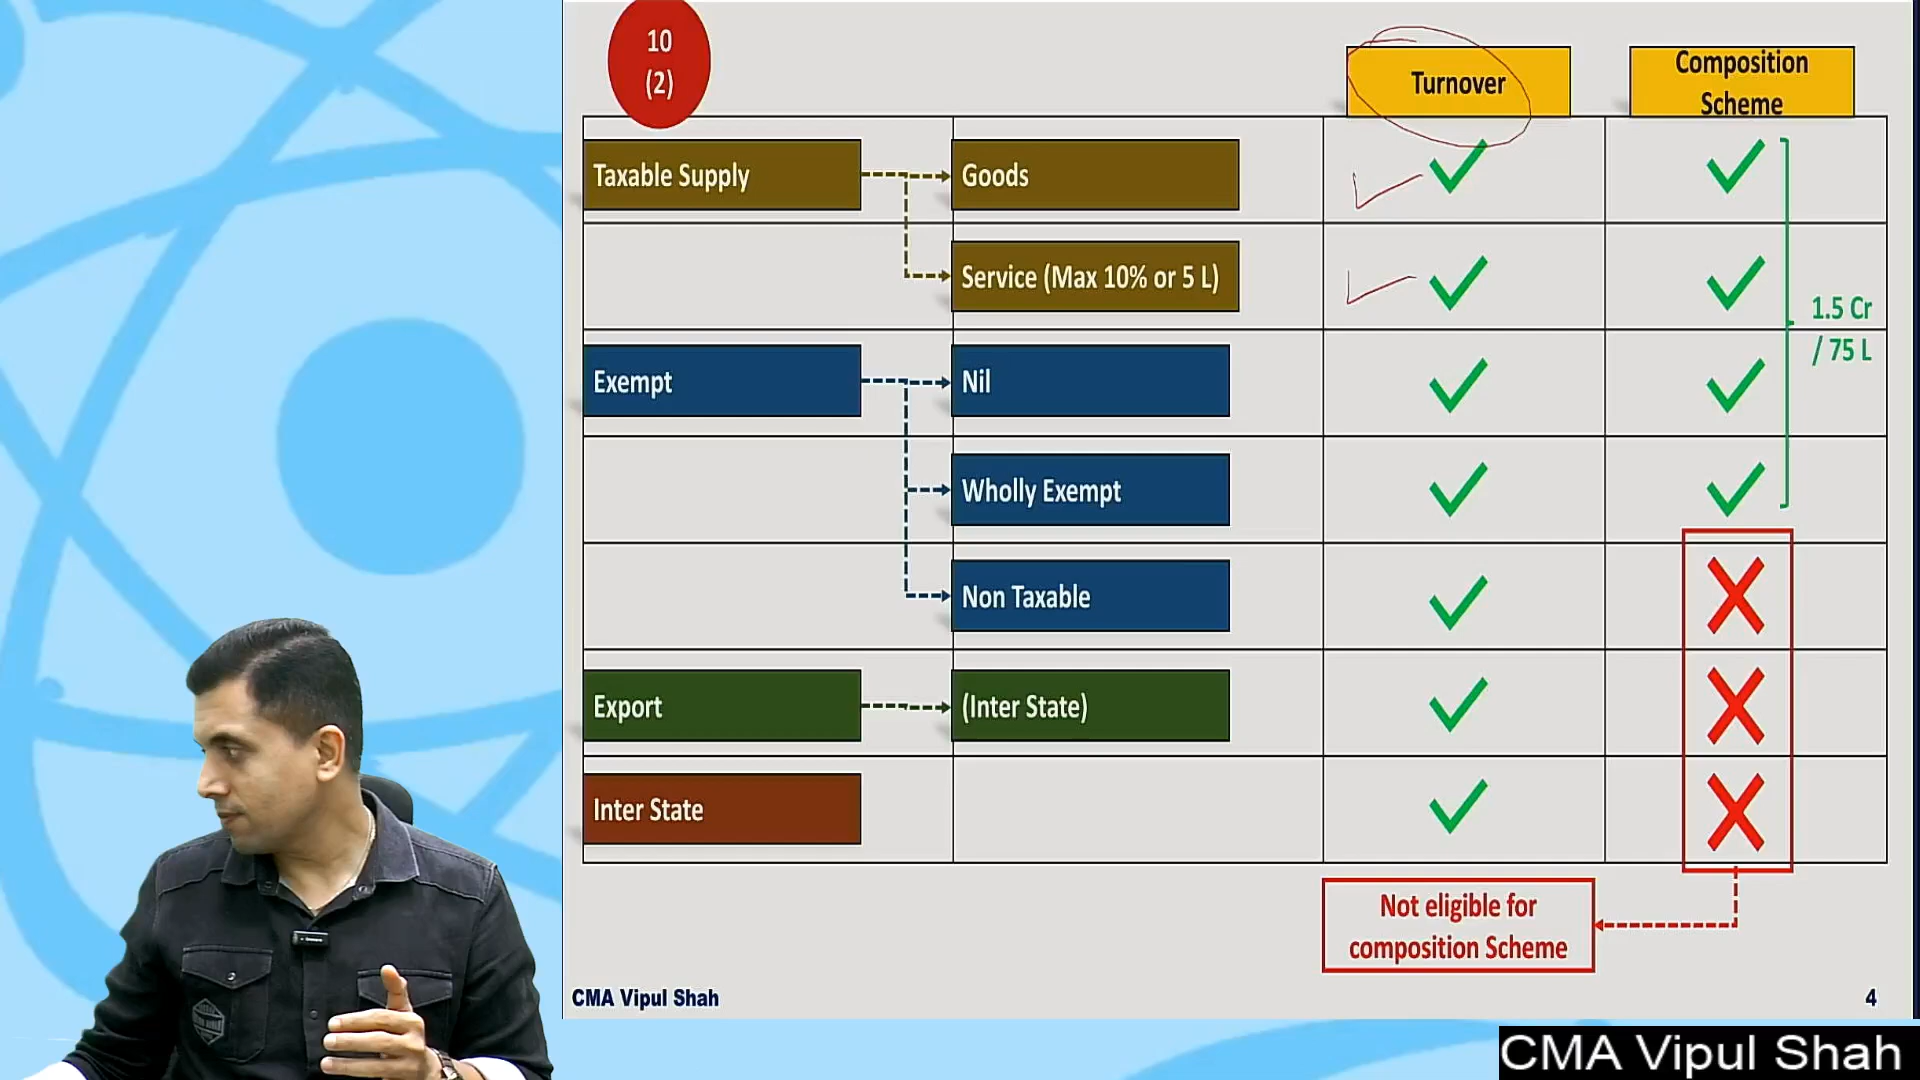 10
(2)
Turnover
Composition
Scheme
Taxable Supply
Goods
Service (Max 10% or 5 L)
1.5 Cr
/ 75 L
Exempt
Nil
Wholly Exempt
Non Taxable
Export
(Inter State)
Inter State
Not eligible for
composition Scheme
CMA Vipul Shah
4
CMA Vipul Shah